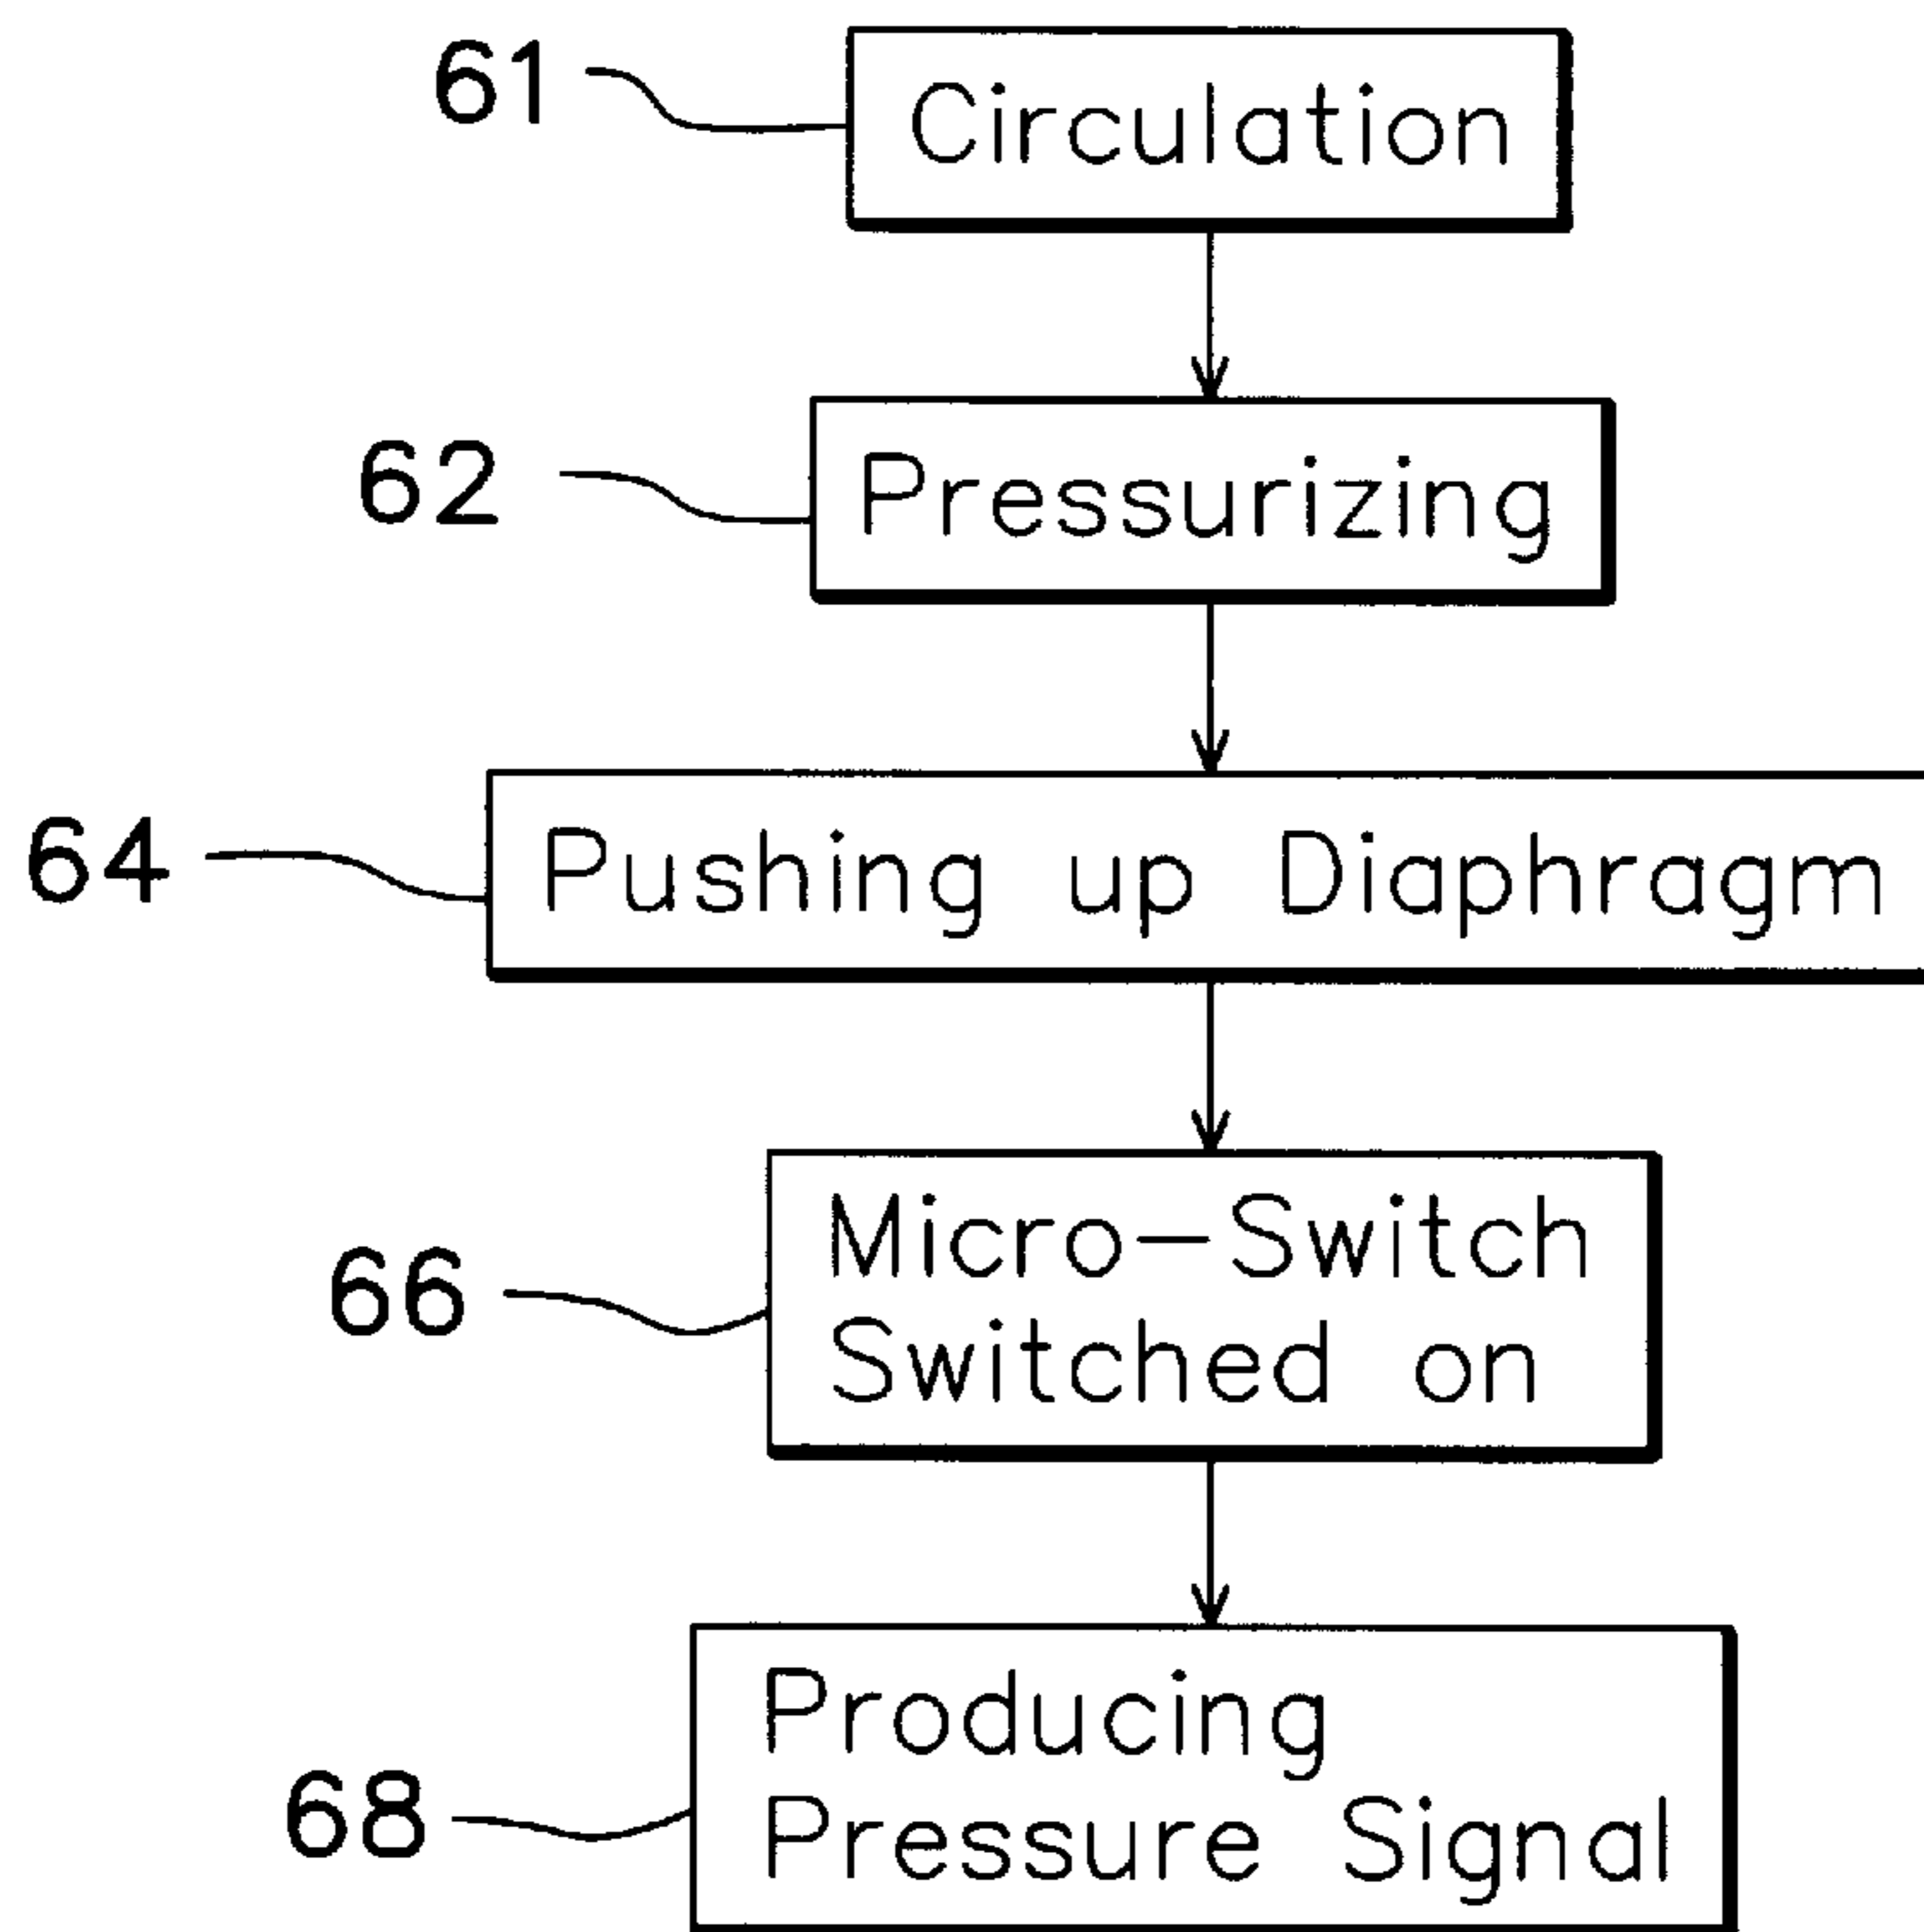 61
Circulation
62
Pressurizing
64
Pushing up Diaphragm
66
Micro-Switch
Switched on
68
Producing
Pressure Signal